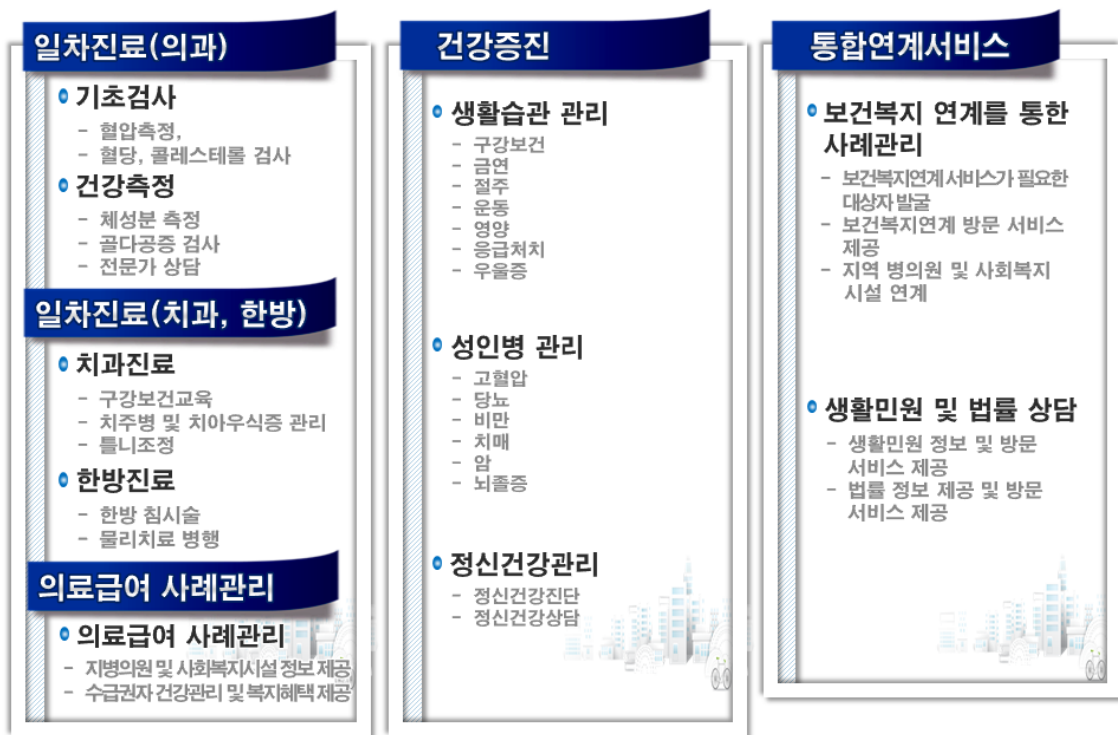 일차진료(의과)
기초검사
- 혈압측정,
- 혈당, 콜레스테롤 검사
건강측정
- 체성분 측정
- 골다공증 검사
- 전문가 상담
일차진료(치과, 한방)
치과진료
- 구강보건교육
- 치주병 및 치아우식증 관리
- 틀니조정
한방진료
- 한방 침시술
- 물리치료 병행
의료급여 사례관리
의료급여 사례관리
- 지병의원 및 사회복지시설 정보 제공
- 수급권자 건강관리 및 복지혜택 제공
건강증진
생활습관 관리
- 구강보건
- 금연
- 절주
- 운동
- 영양
- 응급처치
- 우울증
성인병 관리
- 고혈압
- 당뇨
- 비만
- 치매
- 암
- 뇌졸증
정신건강관리
- 정신건강진단
- 정신건강상담
통합연계서비스
보건복지 연계를 통한
사례관리
- 보건복지연계 서비스가 필요한
대상자 발굴
- 보건복지연계 방문 서비스
제공
- 지역 병의원 및 사회복지
시설 연계
생활민원 및 법률 상담
- 생활민원 정보 및 방문
서비스 제공
- 법률 정보 제공 및 방문
서비스 제공